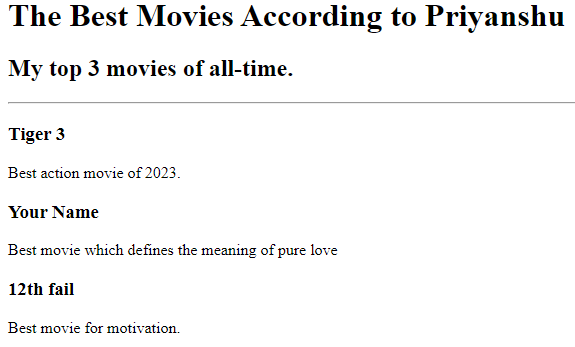 The Best Movies According to Priyanshu
My top 3 movies of all-time.
Tiger 3
Best action movie of 2023.
Your Name
Best movie which defines the meaning of pure love
12th fail
Best movie for motivation.